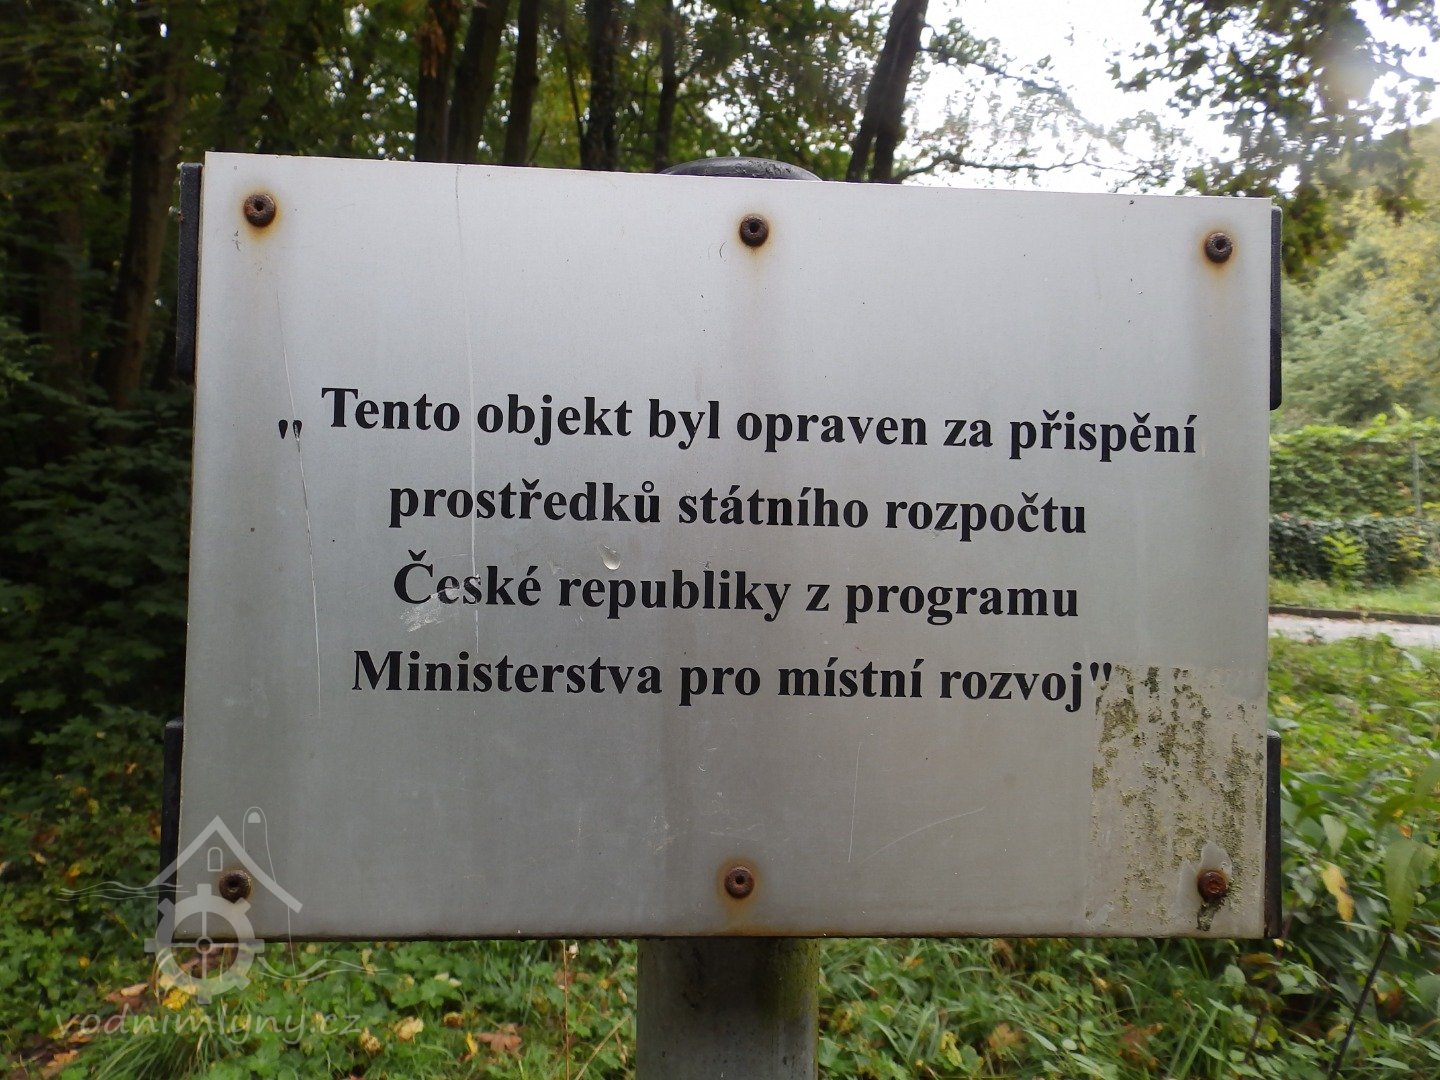 " Tento objekt byl opraven za přispění
prostředků státního rozpočtu
České republiky z programu
Ministerstva pro místní rozvoj"
vodnimlyny.cz